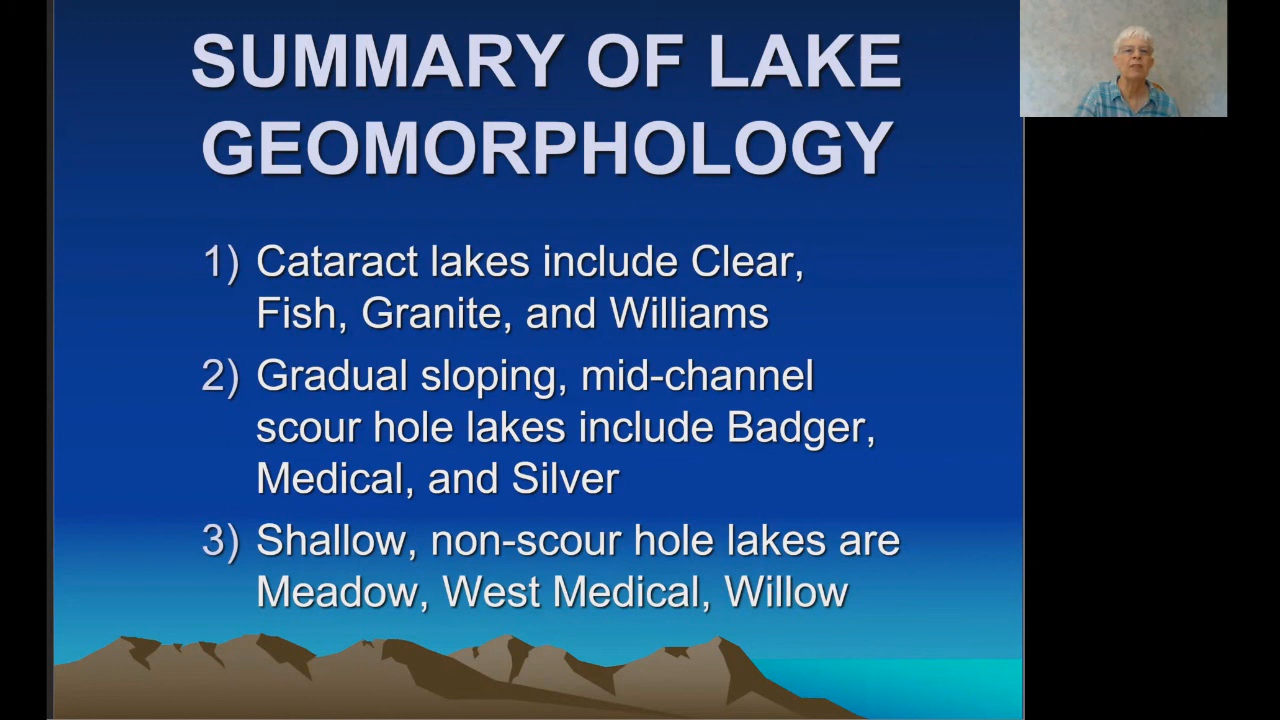 SUMMARY OF LAKE
GEOMORPHOLOGY
1) Cataract lakes include Clear,
Fish, Granite, and Williams
2) Gradual sloping, mid-channel
scour hole lakes include Badger,
Medical, and Silver
3) Shallow, non-scour hole lakes are
Meadow, West Medical, Willow